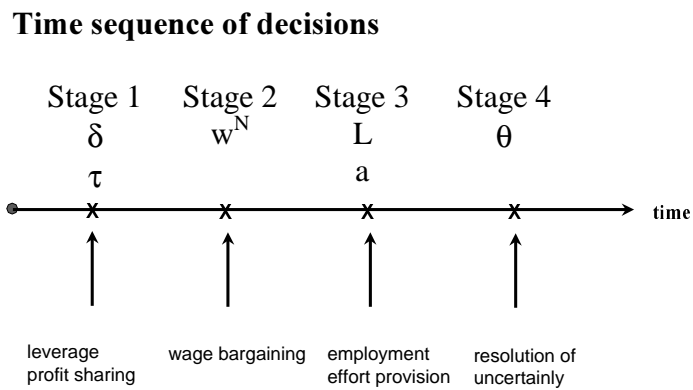 Time sequence of decisions
Stage 1 Stage 2 Stage 3 Stage 4
δ w^N L θ
τ a
x x x x time
leverage wage bargaining employment resolution of
profit sharing effort provision uncertainly